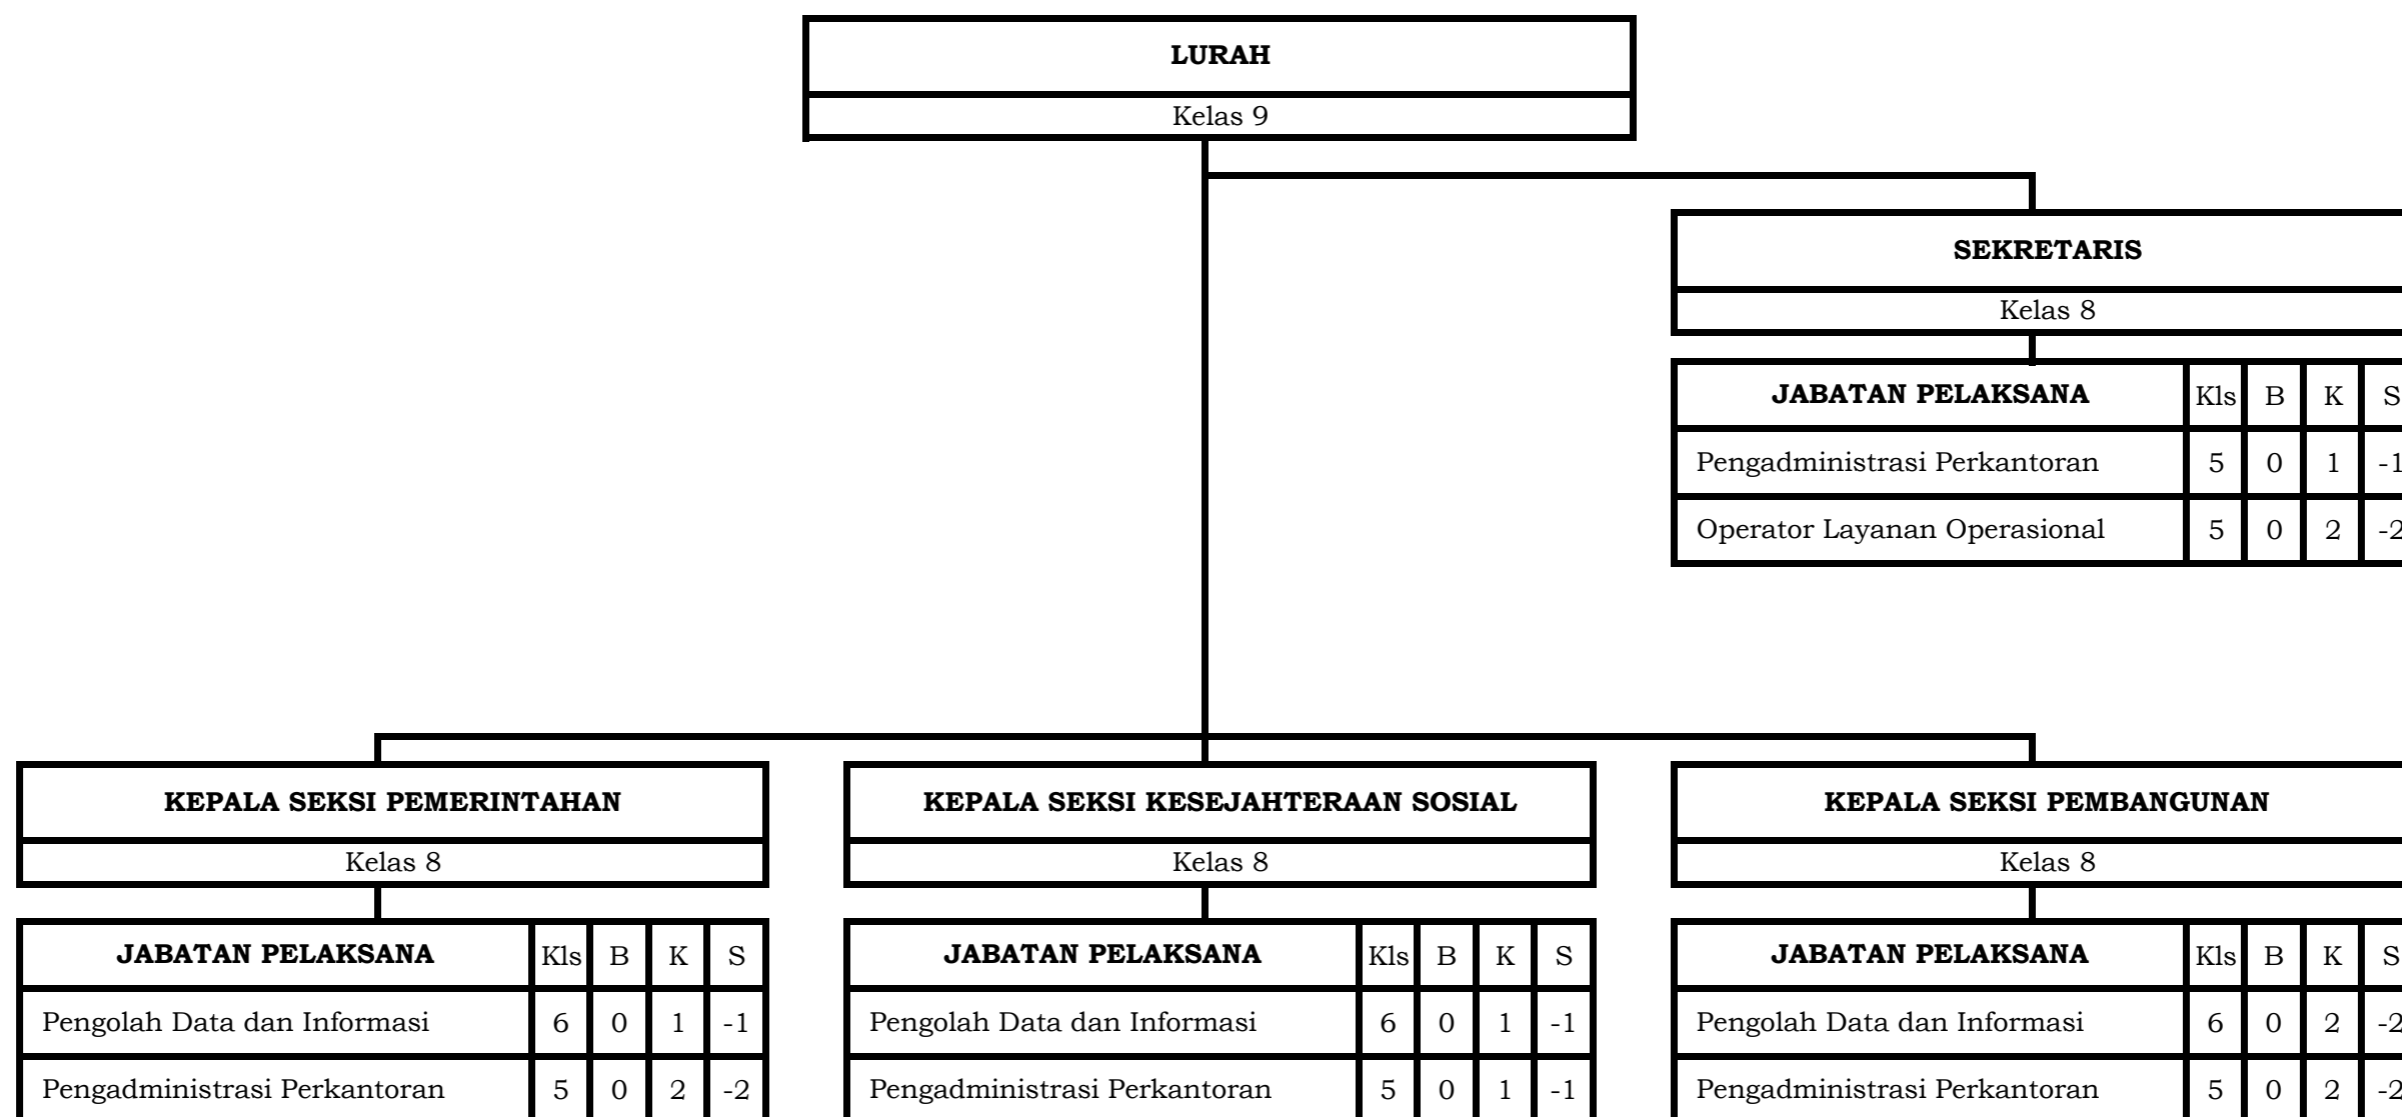 LURAH
Kelas 9
SEKRETARIS
Kelas 8
JABATAN PELAKSANA Kls B K S
Pengadministrasi Perkantoran 5 0 1 -1
Operator Layanan Operasional 5 0 2 -2
KEPALA SEKSI PEMERINTAHAN
Kelas 8
JABATAN PELAKSANA Kls B K S
Pengolah Data dan Informasi 6 0 1 -1
Pengadministrasi Perkantoran 5 0 2 -2
KEPALA SEKSI KESEJAHTERAAN SOSIAL
Kelas 8
JABATAN PELAKSANA Kls B K S
Pengolah Data dan Informasi 6 0 1 -1
Pengadministrasi Perkantoran 5 0 1 -1
KEPALA SEKSI PEMBANGUNAN
Kelas 8
JABATAN PELAKSANA Kls B K S
Pengolah Data dan Informasi 6 0 2 -2
Pengadministrasi Perkantoran 5 0 2 -2